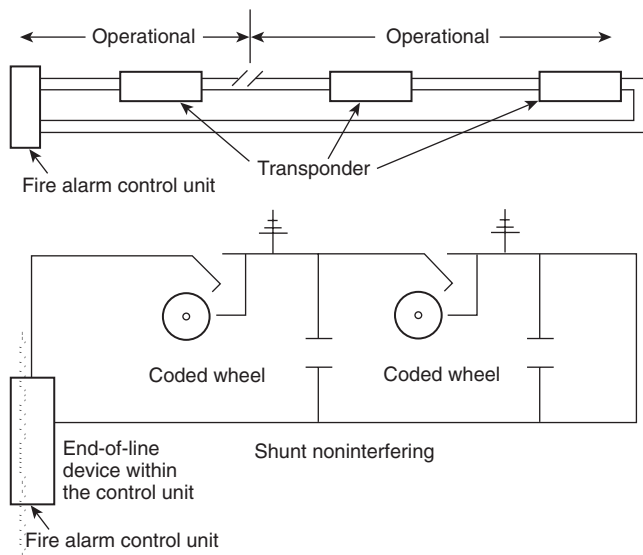 Operational
Operational
Transponder
Fire alarm control unit
Coded wheel
Coded wheel
End-of-line
device within
the control unit
Shunt noninterfering
Fire alarm control unit